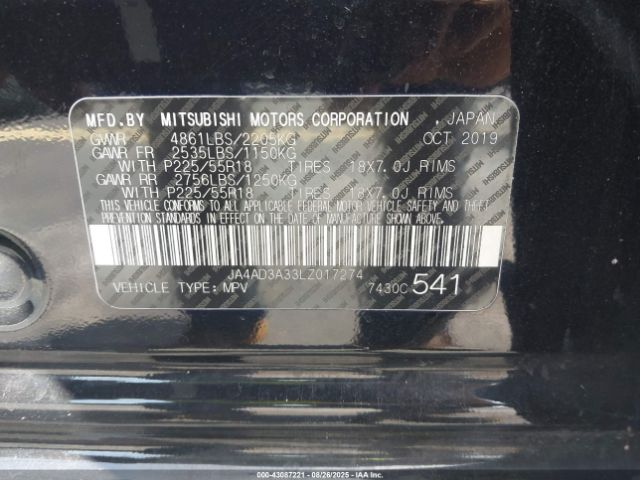 MFD.BY MITSUBISHI MOTORS CORPORATION , JAPAN
GVWR 4861LBS/2205KG OCT 2019
GAWR FR 2535LBS/1150KG
WITH P225/55R18 TIRES 18X7.0J RIMS
GAWR RR 2756LBS/1250KG
WITH P225/55R18 TIRES 18X7.0J RIMS
THIS VEHICLE CONFORMS TO ALL APPLICABLE FEDERAL MOTOR VEHICLE SAFETY AND THEFT
PREVENTION STANDARDS IN EFFECT ON THE DATE OF MANUFACTURE SHOWN ABOVE.
JA4AD3A33LZ017274
VEHICLE TYPE: MPV 7430C 541
000-43087221 - 08/26/2025 - IAA Inc.